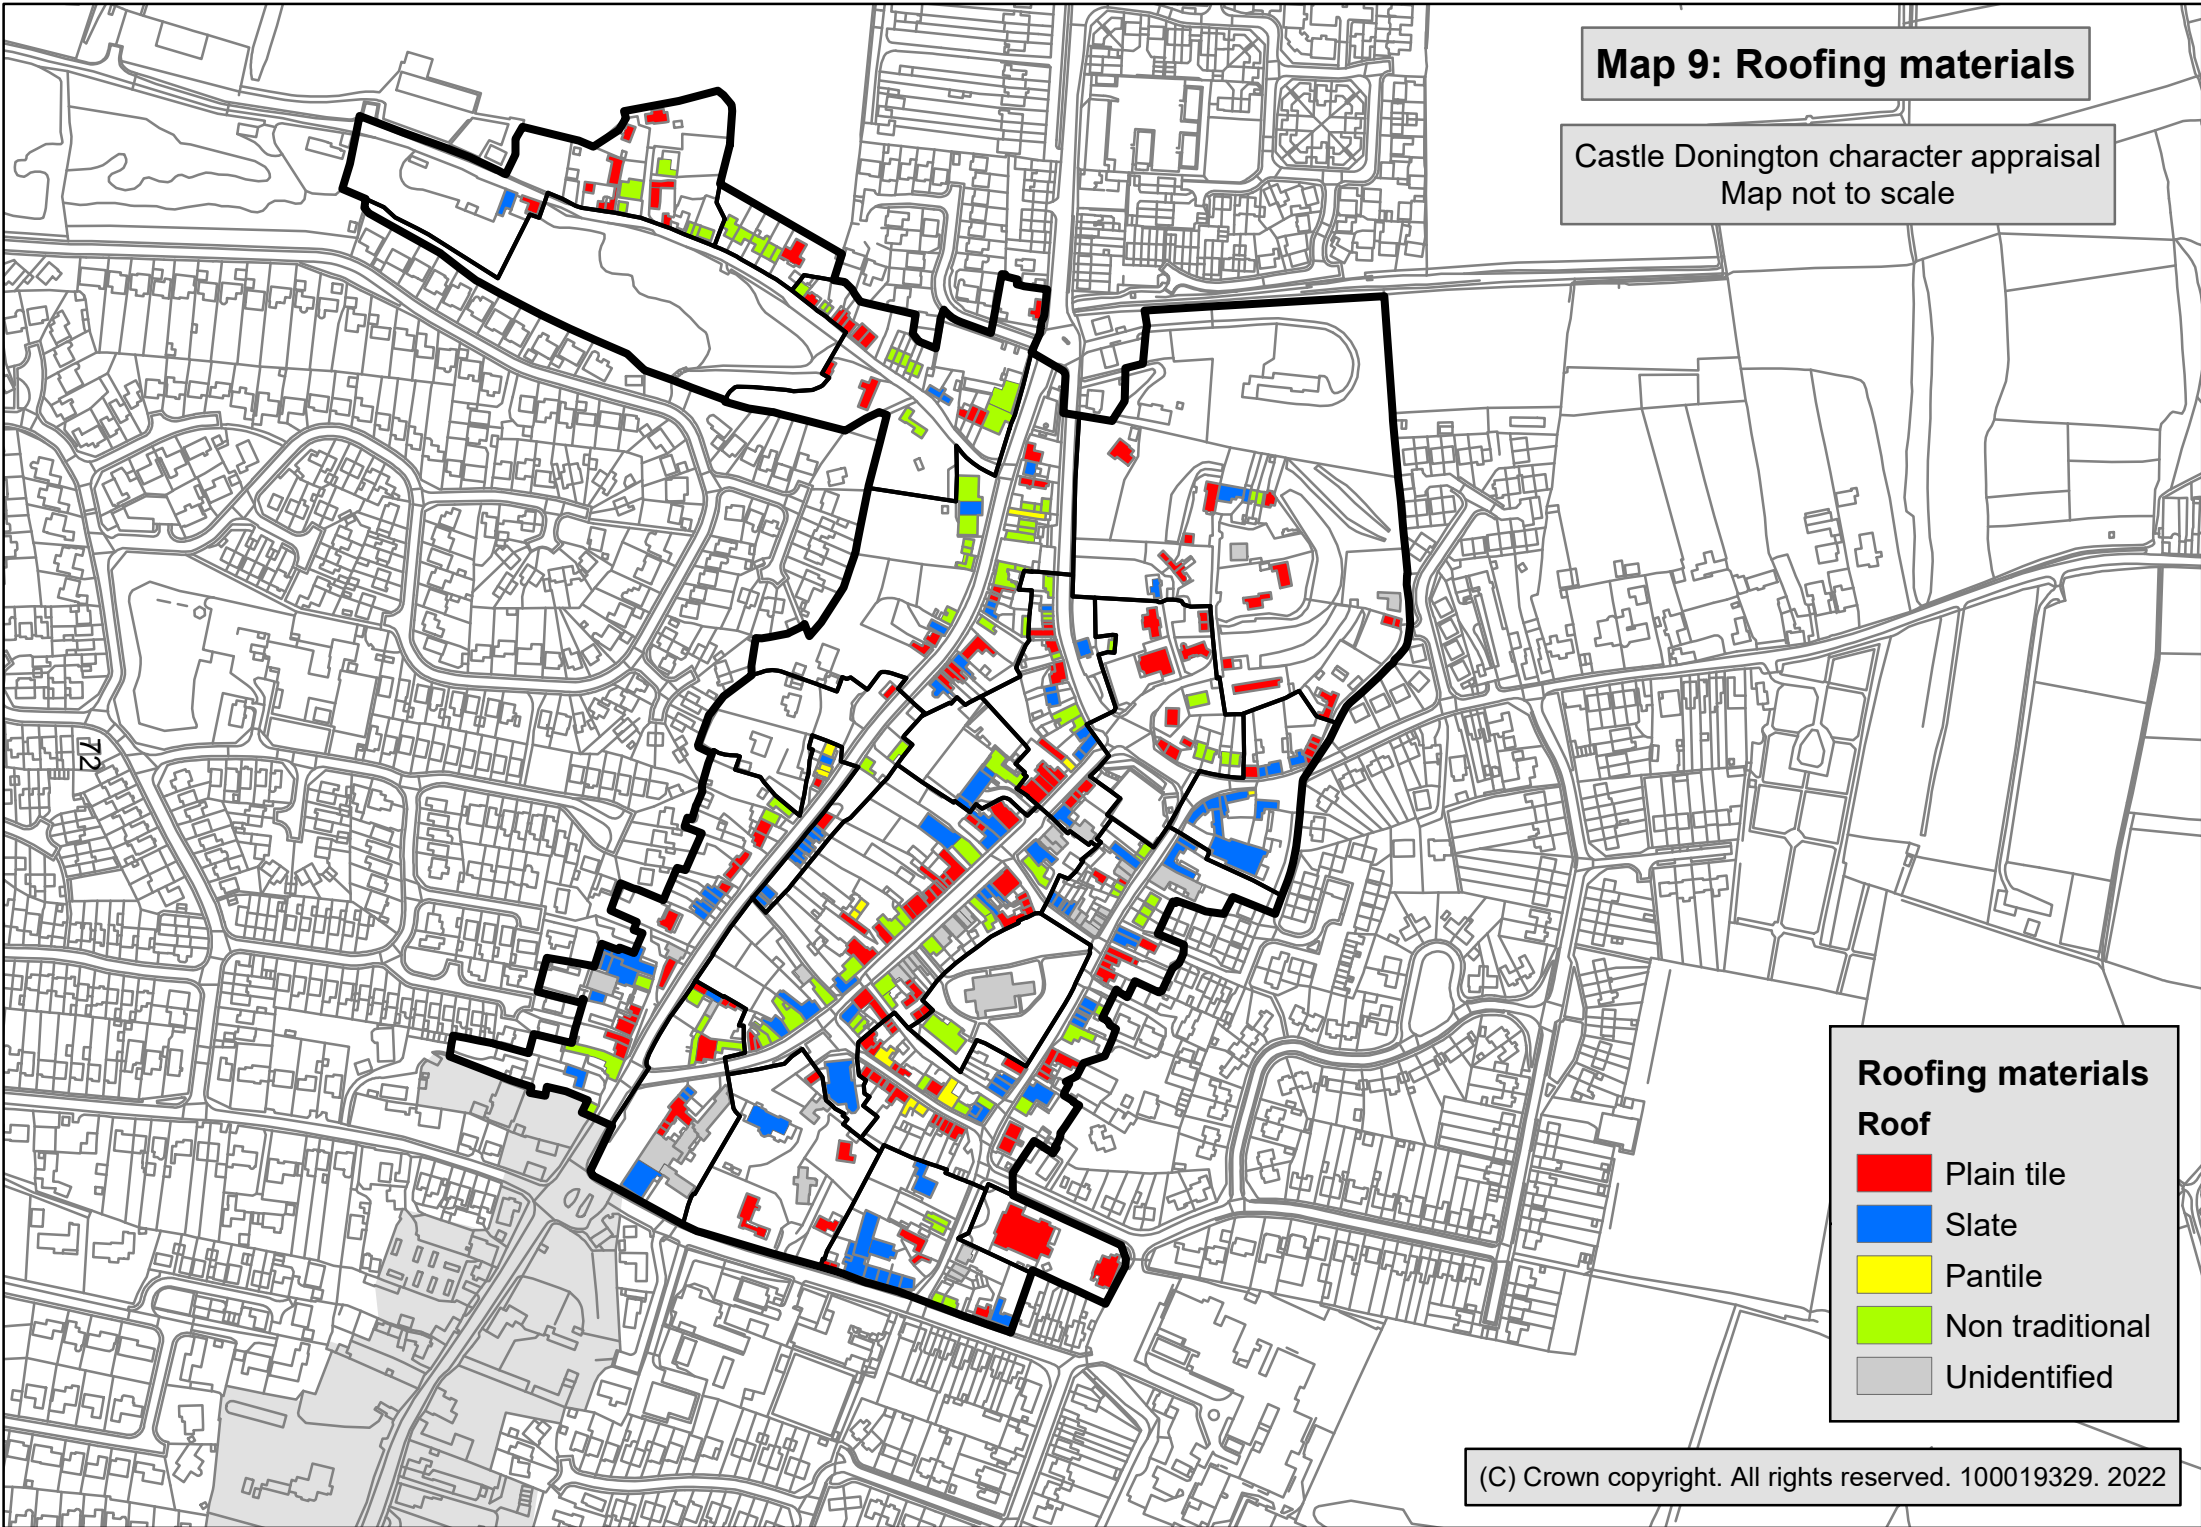 Map 9: Roofing materials
Castle Donington character appraisal
Map not to scale
72
Roofing materials
Roof
Plain tile
Slate
Pantile
Non traditional
Unidentified
(C) Crown copyright. All rights reserved. 100019329. 2022